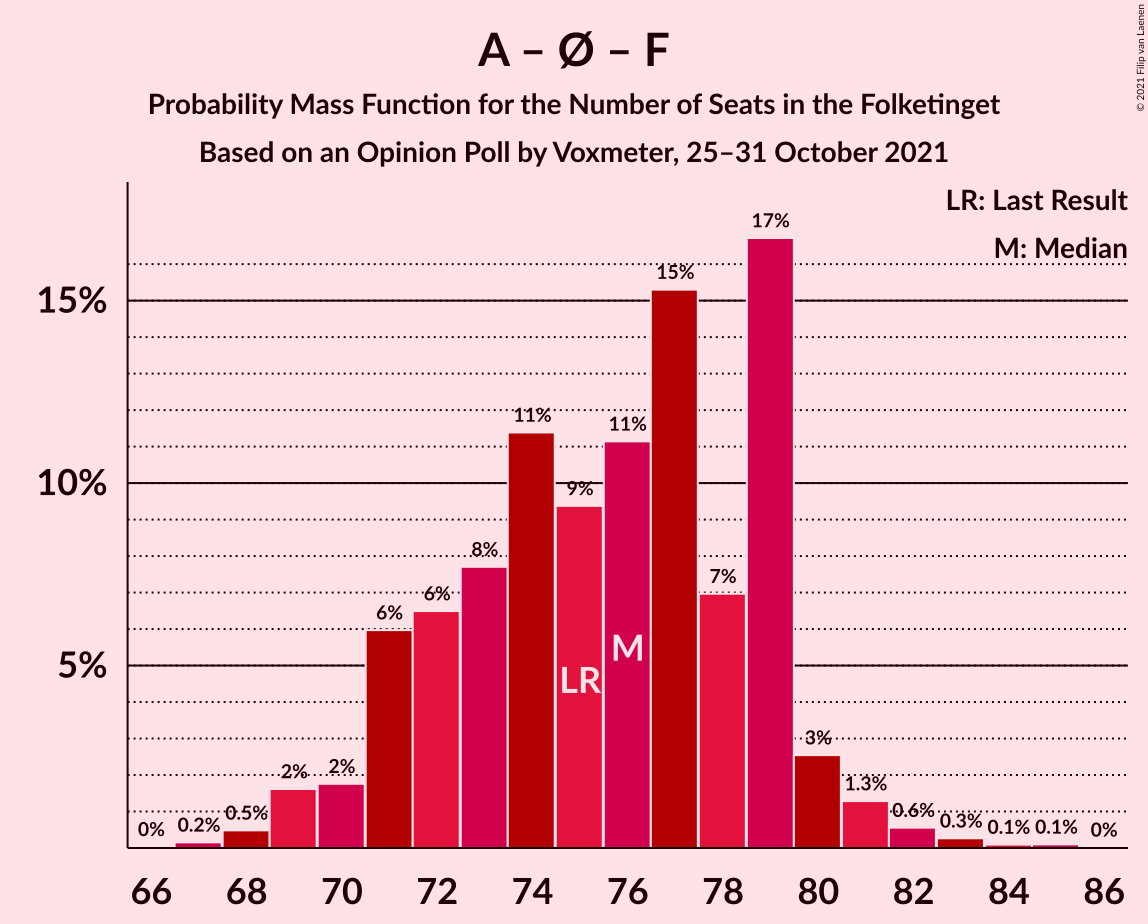 A – Ø – F
Probability Mass Function for the Number of Seats in the Folketinget
Based on an Opinion Poll by Voxmeter, 25–31 October 2021
© 2021 Filip van Laenen
LR: Last Result
M: Median
17%
15%
15%
11%
11%
10%
9%
8%
7%
6%
6%
5%
M
LR
3%
2%
2%
1.3%
0.5%
0.6%
0.3%
0.2%
0%
0.1%
0.1%
0%
66 68 70 72 74 76 78 80 82 84 86